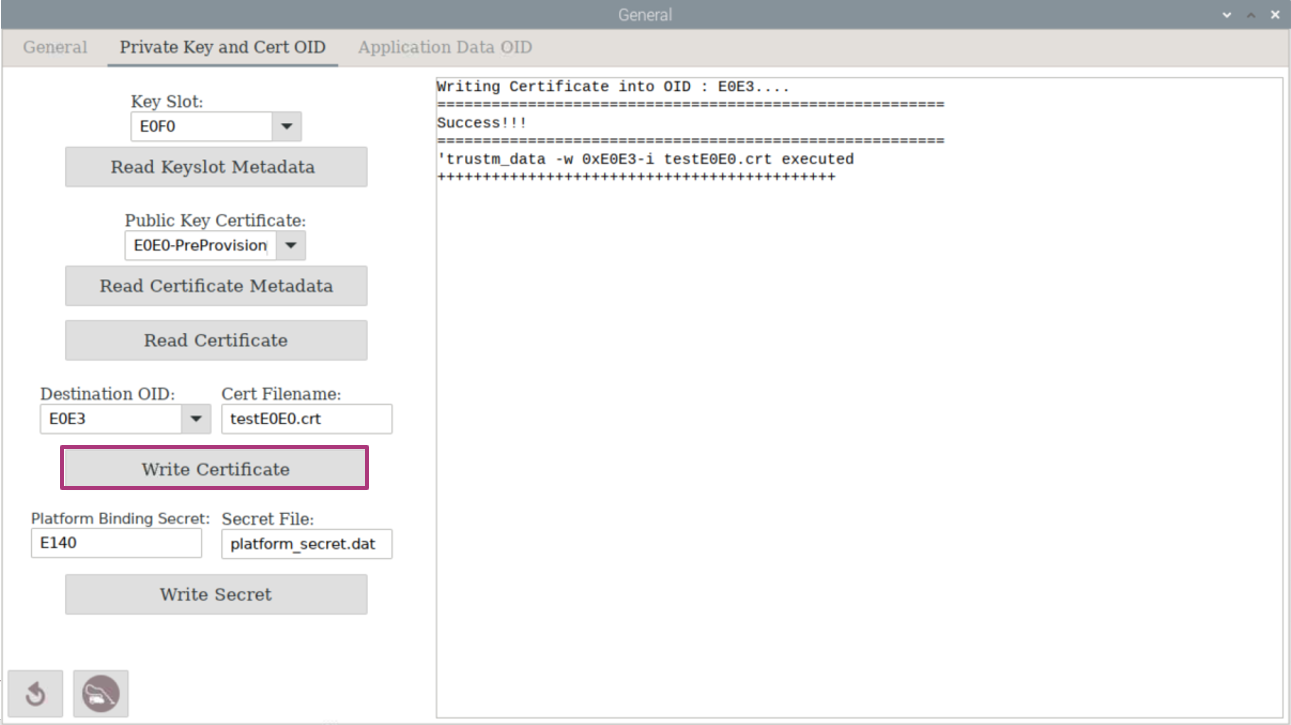 General
General
Private Key and Cert OID
Application Data OID
Key Slot:
E0F0
Read Keyslot Metadata
Public Key Certificate:
E0E0-PreProvision
Read Certificate Metadata
Read Certificate
Destination OID:
Cert Filename:
E0E3
testE0E0.crt
Write Certificate
Platform Binding Secret:
Secret File:
E140
platform_secret.dat
Write Secret
Writing Certificate into OID : E0E3....
========================================================
Success!!!
========================================================
'trustm_data -w 0xE0E3-i testE0E0.crt executed
++++++++++++++++++++++++++++++++++++++++++++